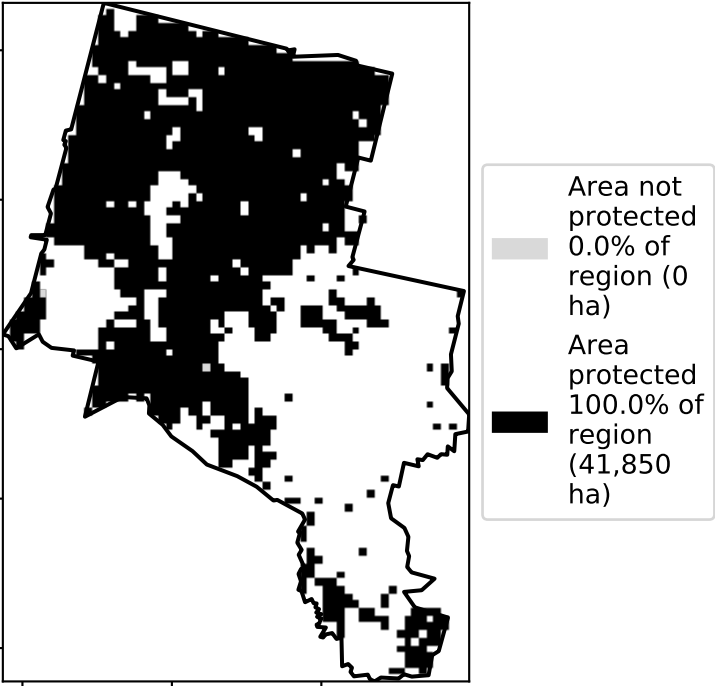 Area not
protected
0.0% of
region (0
ha)
Area
protected
100.0% of
region
(41,850
ha)